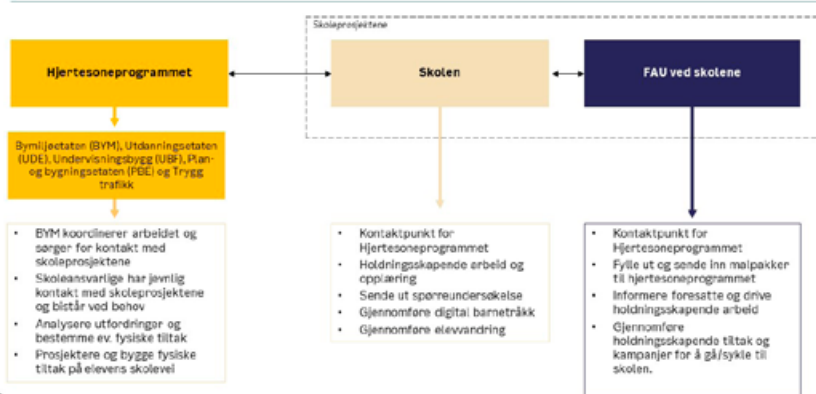 Skoleprosjektene
Hjertesoneprogrammet
Skolen
FAU ved skolene
Bymiljøetaten (BYM), Utdanningsetaten
(UDE), Undervisningsbygg (UBF), Plan-
og bygningsetaten (PBE) og Trygg
trafikk
• BYM koordinerer arbeidet og
sørger for kontakt med
skoleprosjektene
• Skoleansvarlige har jevnlig
kontakt med skoleprosjektene
og bistår ved behov
• Analysere utfordringer og
bestemme ev. fysiske tiltak
• Prosjektere og bygge fysiske
tiltak på elevens skolevei
• Kontaktpunkt for
Hjertesoneprogrammet
• Holdningsskapende arbeid og
opplæring
• Sende ut spørreundersøkelse
• Gjennomføre digital barnetråkk
• Gjennomføre elevvandring
• Kontaktpunkt for
Hjertesoneprogrammet
• Fylle ut og sende inn målpakker
til hjertesoneprogrammet
• Informere foresatte og drive
holdningsskapende arbeid
• Gjennomføre
holdningsskapende tiltak og
kampanjer for å gå/sykle til
skolen.